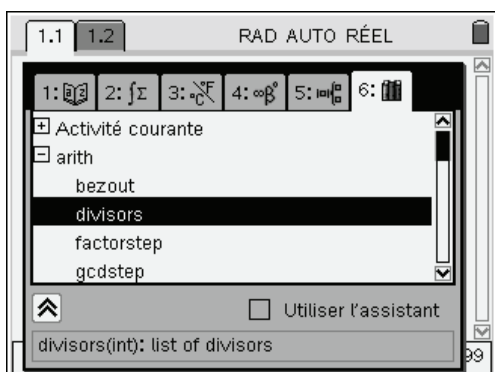 1.1 1.2 RAD AUTO RÉEL
1: 2: ∫Σ 3: °C°F 4: ∞β° 5: 6:
Activité courante
arith
bezout
divisors
factorstep
gcdstep
Utiliser l'assistant
divisors(int): list of divisors
99